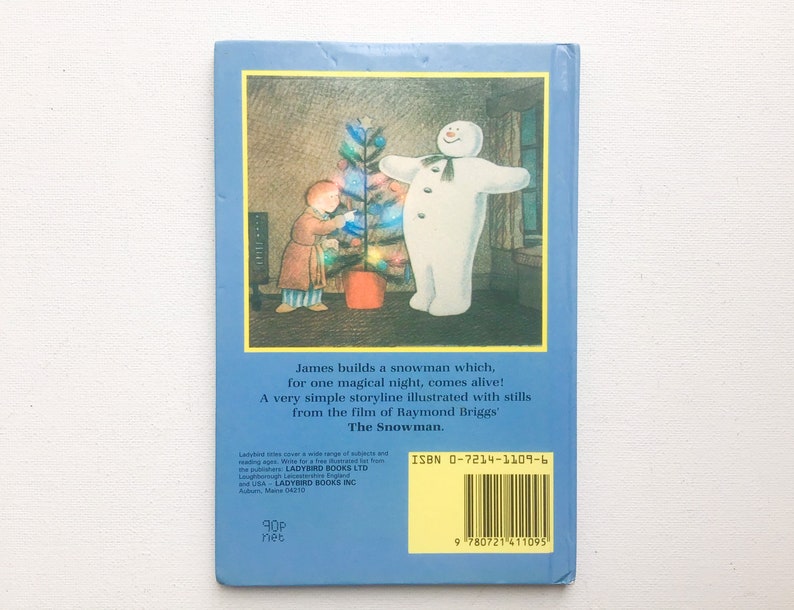 James builds a snowman which,
for one magical night, comes alive!
A very simple storyline illustrated with stills
from the film of Raymond Briggs'
The Snowman.
Ladybird titles cover a wide range of subjects and
reading ages. Write for a free illustrated list from
the publishers: LADYBIRD BOOKS LTD
Loughborough Leicestershire England
and USA – LADYBIRD BOOKS INC
Auburn, Maine 04210
90p
net
ISBN 0-7214-1109-6
9 780721 411095